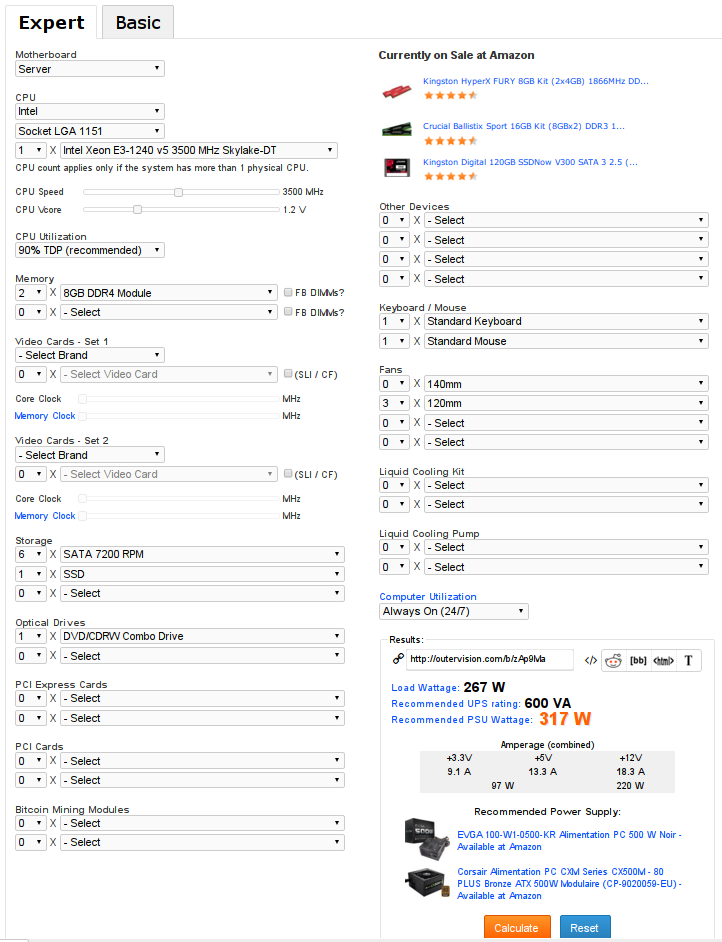 Expert
Basic
Motherboard
Server
CPU
Intel
Socket LGA 1151
1 X Intel Xeon E3-1240 v5 3500 MHz Skylake-DT
CPU count applies only if the system has more than 1 physical CPU.
CPU Speed 3500 MHz
CPU Vcore 1.2 V
CPU Utilization
90% TDP (recommended)
Memory
2 X 8GB DDR4 Module FB DIMMs?
0 X - Select FB DIMMs?
Video Cards - Set 1
- Select Brand
0 X - Select Video Card (SLI / CF)
Core Clock MHz
Memory Clock MHz
Video Cards - Set 2
- Select Brand
0 X - Select Video Card (SLI / CF)
Core Clock MHz
Memory Clock MHz
Storage
6 X SATA 7200 RPM
1 X SSD
0 X - Select
Optical Drives
1 X DVD/CDRW Combo Drive
0 X - Select
PCI Express Cards
0 X - Select
0 X - Select
PCI Cards
0 X - Select
0 X - Select
Bitcoin Mining Modules
0 X - Select
0 X - Select
Currently on Sale at Amazon
Kingston HyperX FURY 8GB Kit (2x4GB) 1866MHz DD...
Crucial Ballistix Sport 16GB Kit (8GBx2) DDR3 1...
Kingston Digital 120GB SSDNow V300 SATA 3 2.5 (...
Other Devices
0 X - Select
0 X - Select
0 X - Select
0 X - Select
Keyboard / Mouse
1 X Standard Keyboard
1 X Standard Mouse
Fans
0 X 140mm
3 X 120mm
0 X - Select
0 X - Select
Liquid Cooling Kit
0 X - Select
0 X - Select
Liquid Cooling Pump
0 X - Select
0 X - Select
Computer Utilization
Always On (24/7)
Results:
http://outervision.com/b/zAp9Ma </> [bb] <html> T
Load Wattage: 267 W
Recommended UPS rating: 600 VA
Recommended PSU Wattage: 317 W
Amperage (combined)
+3.3V +5V +12V
9.1 A 13.3 A 18.3 A
97 W 220 W
Recommended Power Supply:
EVGA 100-W1-0500-KR Alimentation PC 500 W Noir -
Available at Amazon
Corsair Alimentation PC CXM Series CX500M - 80
PLUS Bronze ATX 500W Modulaire (CP-9020059-EU) -
Available at Amazon
Calculate
Reset